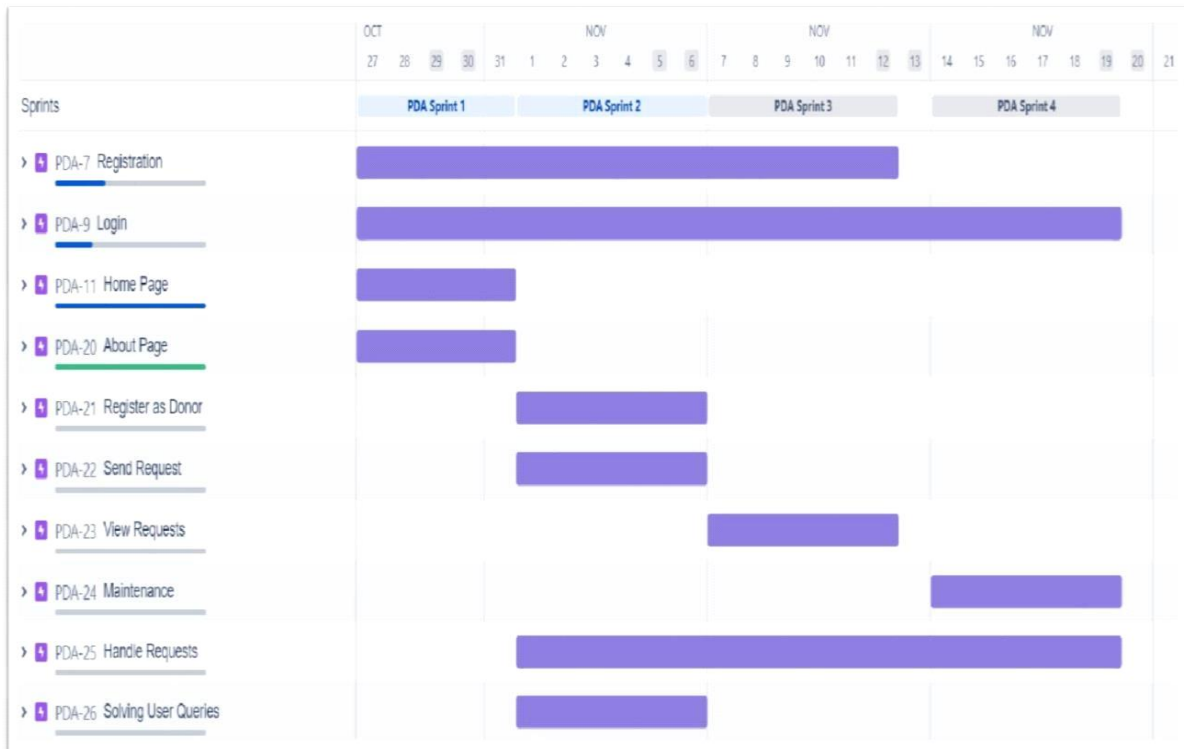 OCT NOV NOV NOV
27 28 29 30 31 1 2 3 4 5 6 7 8 9 10 11 12 13 14 15 16 17 18 19 20 21
Sprints PDA Sprint 1 PDA Sprint 2 PDA Sprint 3 PDA Sprint 4
PDA-7 Registration
PDA-9 Login
PDA-11 Home Page
PDA-20 About Page
PDA-21 Register as Donor
PDA-22 Send Request
PDA-23 View Requests
PDA-24 Maintenance
PDA-25 Handle Requests
PDA-26 Solving User Queries